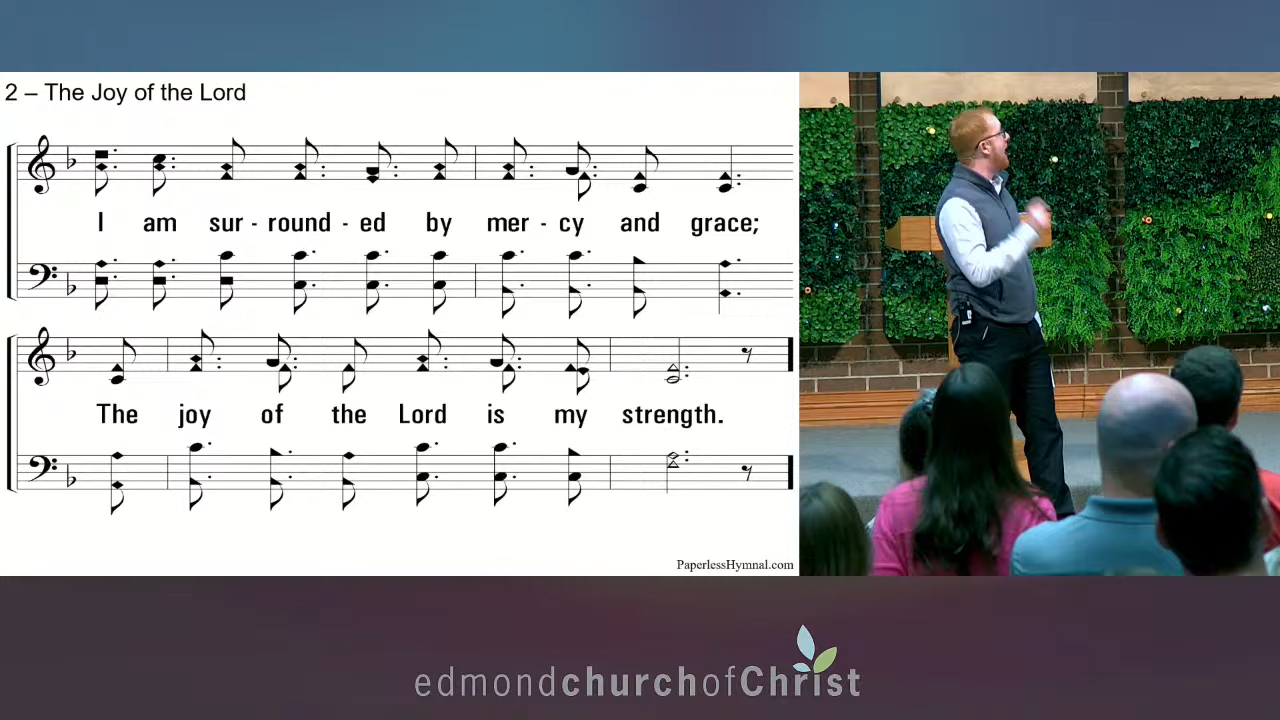 2 – The Joy of the Lord
I am sur - round - ed by mer - cy and grace;
The joy of the Lord is my strength.
PaperlessHymnal.com
edmondchurchofChrist